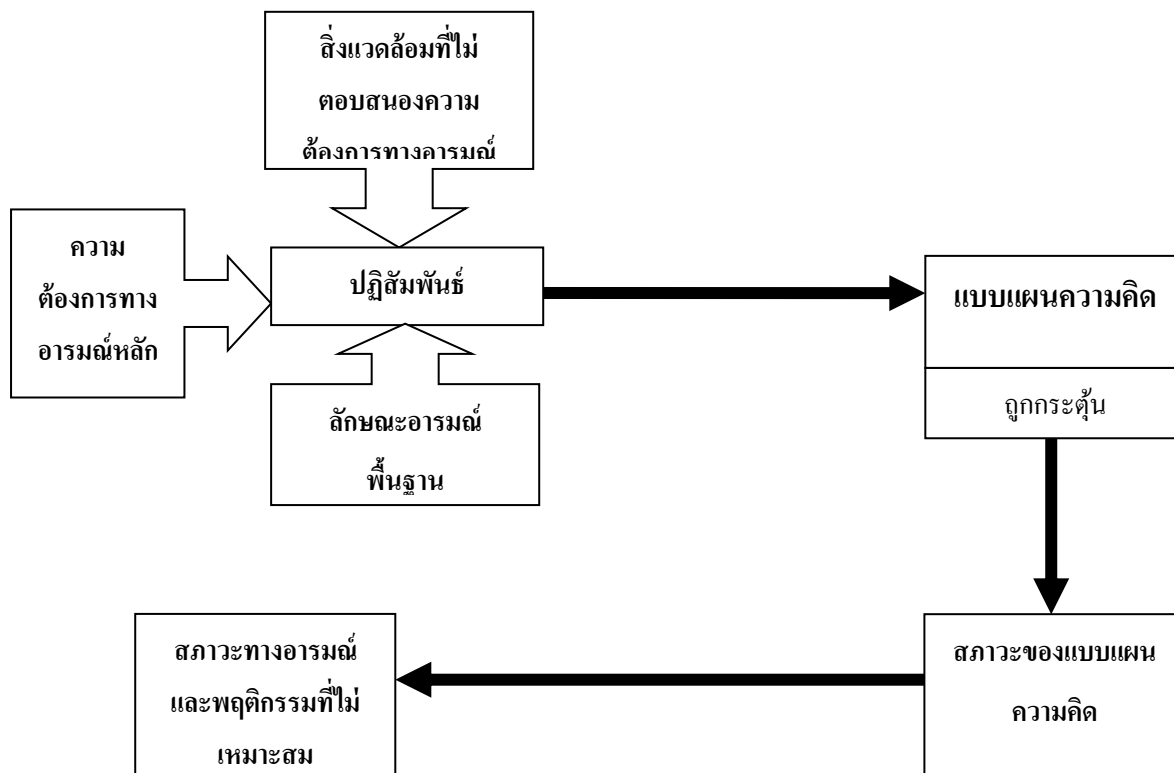 สิ่งแวดล้อมที่ไม่
ตอบสนองความ
ต้องการทางอารมณ์
ความ
ต้องการทาง
อารมณ์หลัก
ปฏิสัมพันธ์
ลักษณะอารมณ์
พื้นฐาน
แบบแผนความคิด
ถูกกระตุ้น
สภาวะทางอารมณ์
และพฤติกรรมที่ไม่
เหมาะสม
สภาวะของแบบแผน
ความคิด